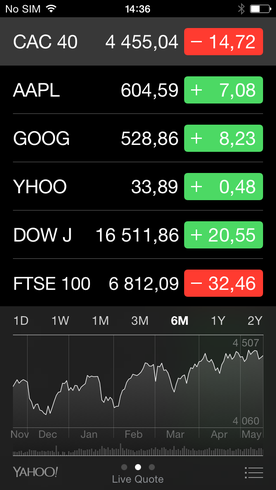 No SIM 14:36
CAC 40 4 455,04 − 14,72
AAPL 604,59 + 7,08
GOOG 528,86 + 8,23
YHOO 33,89 + 0,48
DOW J 16 511,86 + 20,55
FTSE 100 6 812,09 − 32,46
1D 1W 1M 3M 6M 1Y 2Y
4 507
4 060
Nov Dec Jan Feb Mar Apr May
YAHOO! Live Quote